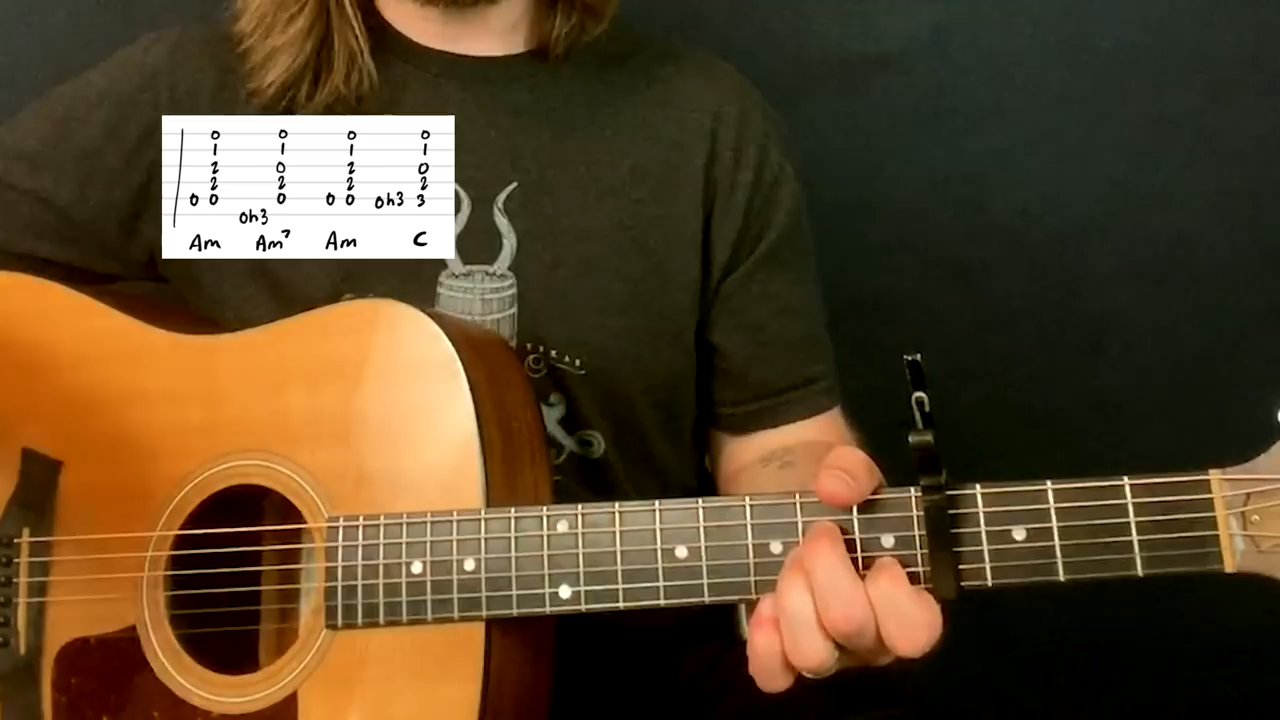 0 0 0 0
1 1 1 1
2 0 2 0
2 2 2 2
0 0 0 0 0 0h3 3
0h3
Am Am7 Am C
TEXAS